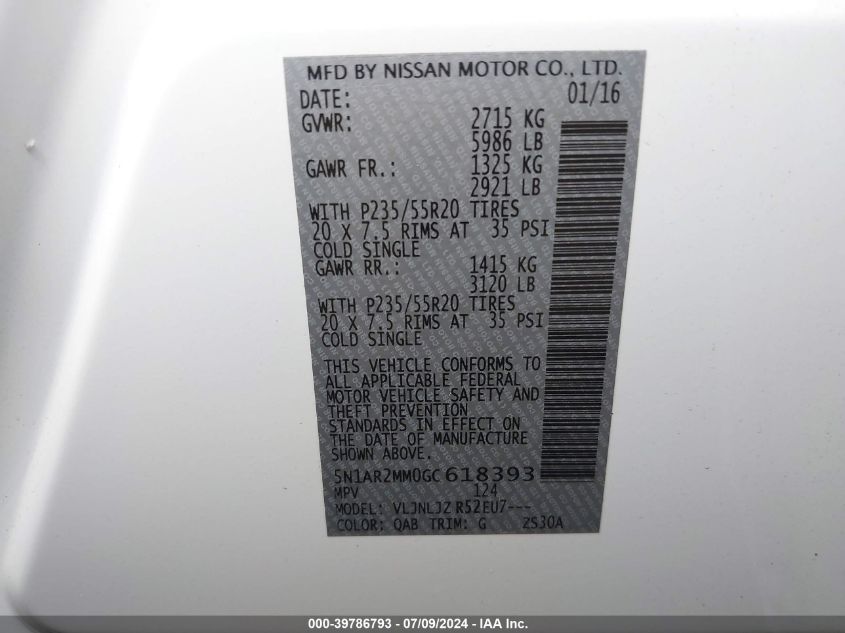 MFD BY NISSAN MOTOR CO., LTD.
DATE: 01/16
GVWR: 2715 KG
5986 LB
GAWR FR.: 1325 KG
2921 LB
WITH P235/55R20 TIRES
20 X 7.5 RIMS AT 35 PSI
COLD SINGLE
GAWR RR.: 1415 KG
3120 LB
WITH P235/55R20 TIRES
20 X 7.5 RIMS AT 35 PSI
COLD SINGLE
THIS VEHICLE CONFORMS TO
ALL APPLICABLE FEDERAL
MOTOR VEHICLE SAFETY AND
THEFT PREVENTION
STANDARDS IN EFFECT ON
THE DATE OF MANUFACTURE
SHOWN ABOVE.
5N1AR2MM0GC618393
MPV 124
MODEL: VLJNLJZ R52EU7---
COLOR: QAB TRIM: G ZS30A
000-39786793 - 07/09/2024 - IAA Inc.